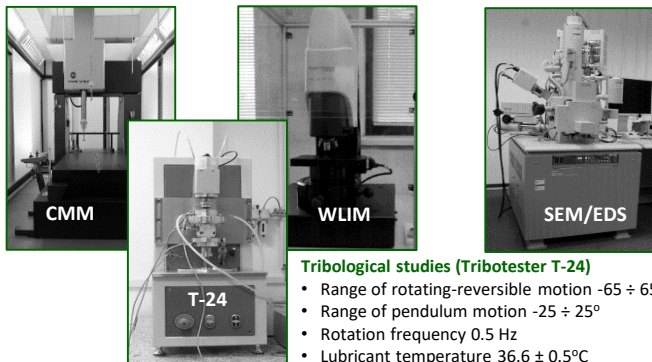 CMM
WLIM
SEM/EDS
T-24
Tribological studies (Tribotester T-24)
• Range of rotating-reversible motion -65 ÷ 65
• Range of pendulum motion -25 ÷ 25°
• Rotation frequency 0.5 Hz
• Lubricant temperature 36.6 ± 0.5°C